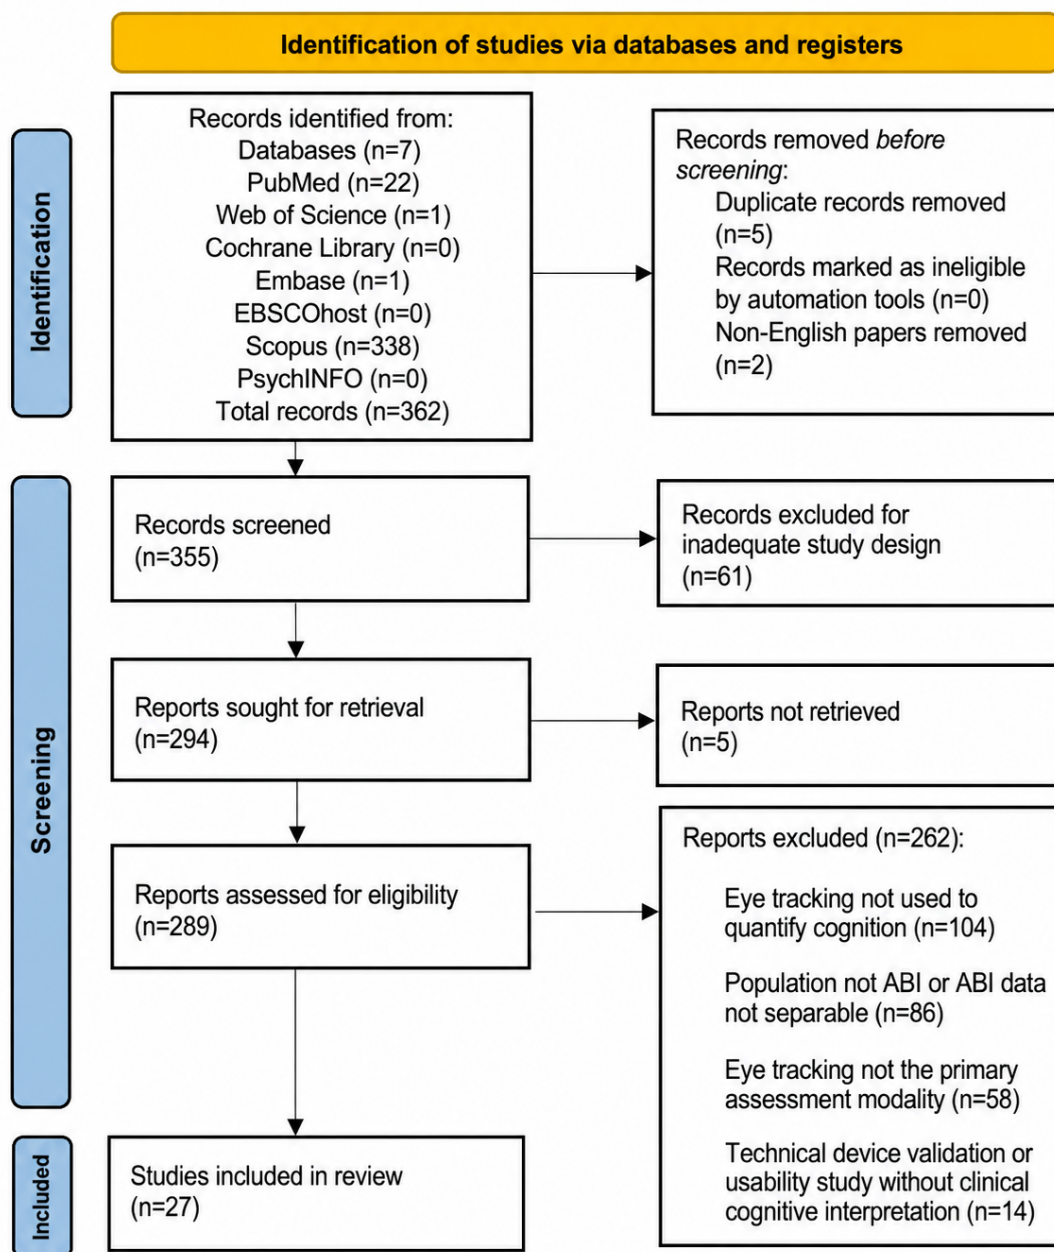 Identification of studies via databases and registers
Identification
Records identified from:
Databases (n=7)
PubMed (n=22)
Web of Science (n=1)
Cochrane Library (n=0)
Embase (n=1)
EBSCOhost (n=0)
Scopus (n=338)
PsychINFO (n=0)
Total records (n=362)
Records removed before
screening:
Duplicate records removed
(n=5)
Records marked as ineligible
by automation tools (n=0)
Non-English papers removed
(n=2)
Screening
Records screened
(n=355)
Records excluded for
inadequate study design
(n=61)
Reports sought for retrieval
(n=294)
Reports not retrieved
(n=5)
Reports assessed for eligibility
(n=289)
Reports excluded (n=262):
Eye tracking not used to
quantify cognition (n=104)
Population not ABI or ABI data
not separable (n=86)
Eye tracking not the primary
assessment modality (n=58)
Technical device validation or
usability study without clinical
cognitive interpretation (n=14)
Included
Studies included in review
(n=27)